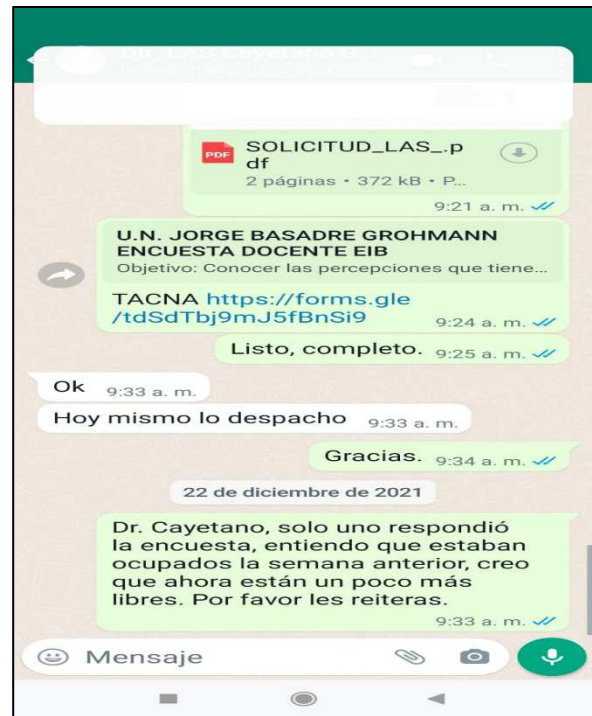 PDF
SOLICITUD_LAS_.p
df
2 páginas • 372 kB • P...
9:21 a. m.
U.N. JORGE BASADRE GROHMANN
ENCUESTA DOCENTE EIB
Objetivo: Conocer las percepciones que tiene...
TACNA https://forms.gle
/tdSdTbj9mJ5fBnSi9
9:24 a. m.
Listo, completo. 9:25 a. m.
Ok 9:33 a. m.
Hoy mismo lo despacho 9:33 a. m.
Gracias. 9:34 a. m.
22 de diciembre de 2021
Dr. Cayetano, solo uno respondió
la encuesta, entiendo que estaban
ocupados la semana anterior, creo
que ahora están un poco más
libres. Por favor les reiteras.
9:33 a. m.
Mensaje